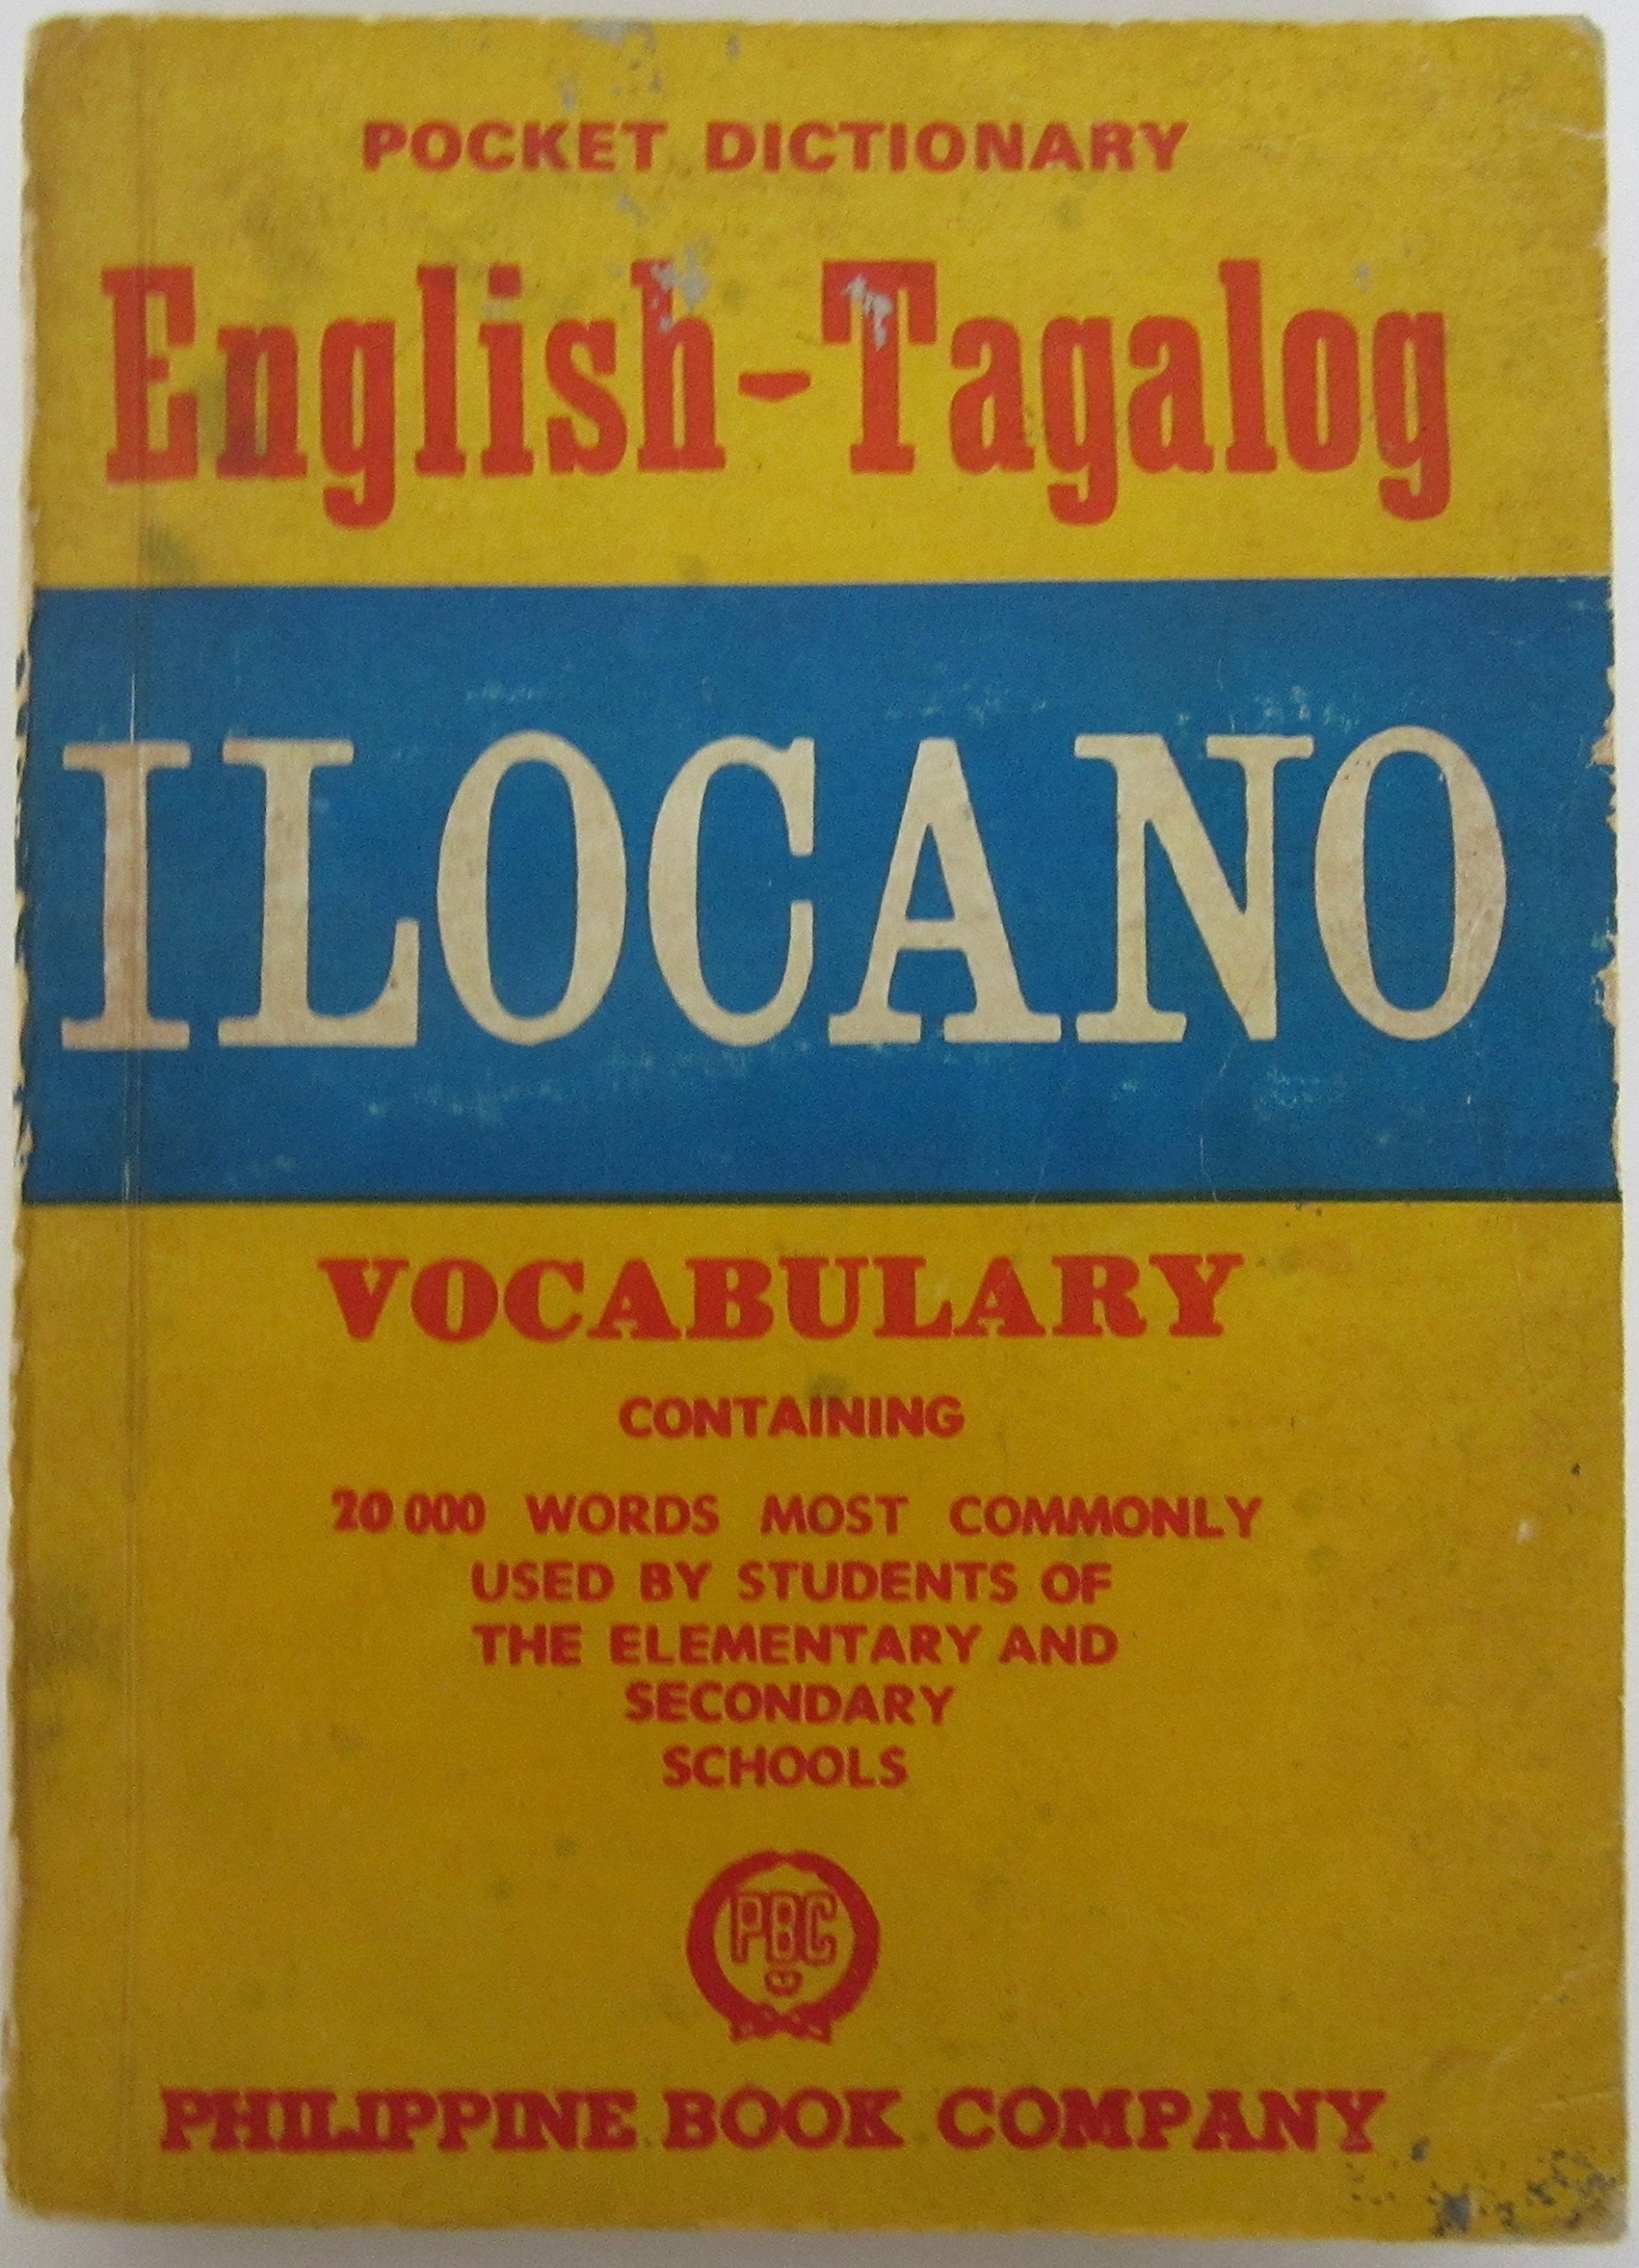 POCKET DICTIONARY
English-Tagalog
ILOCANO
VOCABULARY
CONTAINING
20 000 WORDS MOST COMMONLY
USED BY STUDENTS OF
THE ELEMENTARY AND
SECONDARY
SCHOOLS
PBC
PHILIPPINE BOOK COMPANY